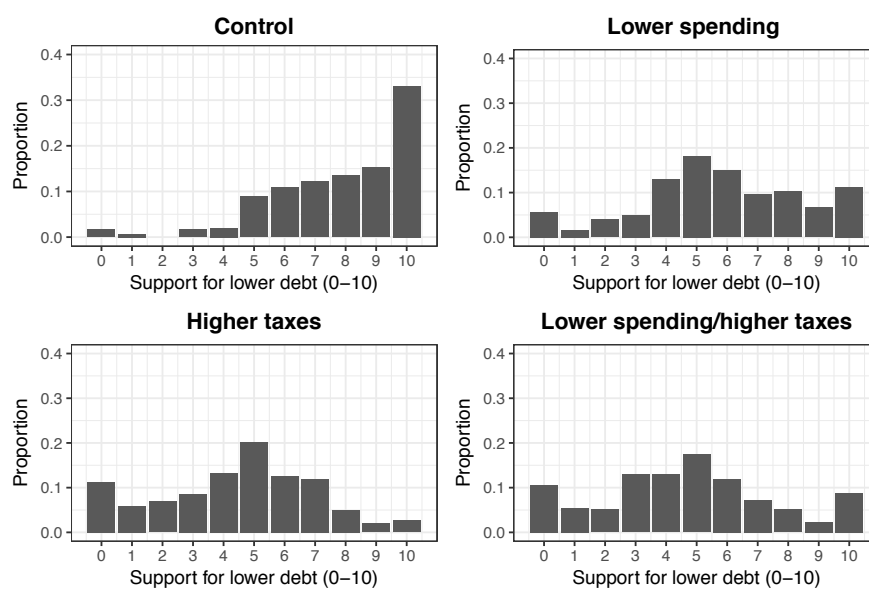 Control
Proportion
0.4
0.3
0.2
0.1
0.0
0 1 2 3 4 5 6 7 8 9 10
Support for lower debt (0–10)
Lower spending
Proportion
0.4
0.3
0.2
0.1
0.0
0 1 2 3 4 5 6 7 8 9 10
Support for lower debt (0–10)
Higher taxes
Proportion
0.4
0.3
0.2
0.1
0.0
0 1 2 3 4 5 6 7 8 9 10
Support for lower debt (0–10)
Lower spending/higher taxes
Proportion
0.4
0.3
0.2
0.1
0.0
0 1 2 3 4 5 6 7 8 9 10
Support for lower debt (0–10)